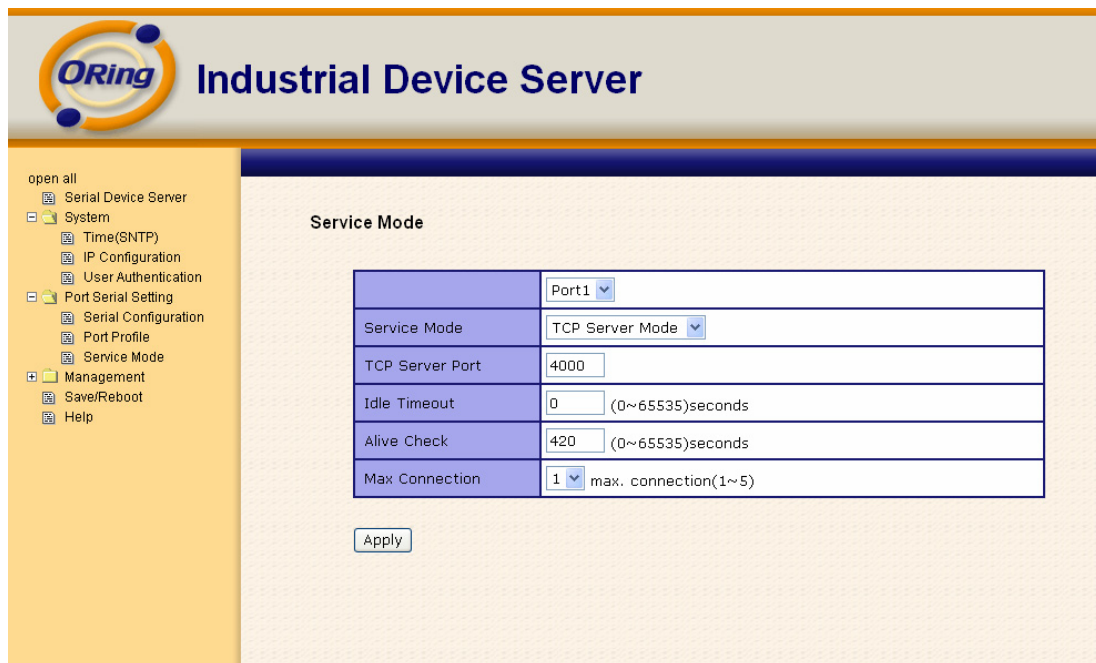 ORing
Industrial Device Server
open all
Serial Device Server
System
Time(SNTP)
IP Configuration
User Authentication
Port Serial Setting
Serial Configuration
Port Profile
Service Mode
Management
Save/Reboot
Help
Service Mode
Port1
Service Mode TCP Server Mode
TCP Server Port 4000
Idle Timeout 0 (0~65535)seconds
Alive Check 420 (0~65535)seconds
Max Connection 1 max. connection(1~5)
Apply